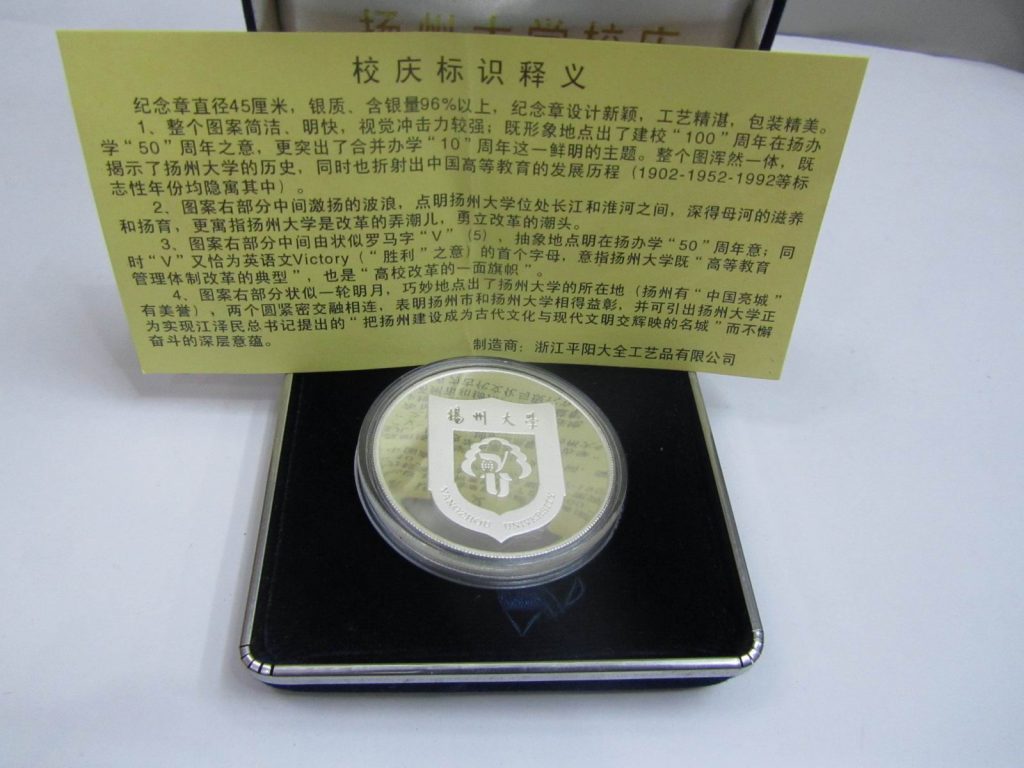 扬州大学校庆
校庆标识释义
纪念章直径45厘米，银质、含银量96%以上，纪念章设计新颖，工艺精湛，包装精美。
1、整个图案简洁、明快，视觉冲击力较强；既形象地点出了建校“100”周年在扬办
学“50”周年之意，更突出了合并办学“10”周年这一鲜明的主题。整个图浑然一体，既
揭示了扬州大学的历史，同时也折射出中国高等教育的发展历程（1902-1952-1992等标
志性年份均隐寓其中）。
2、图案右部分中间激扬的波浪，点明扬州大学位处长江和淮河之间，深得母河的滋养
和扬育，更寓指扬州大学是改革的弄潮儿，勇立改革的潮头。
3、图案右部分中间由状似罗马字“V”（5）、抽象地点明在扬办学“50”周年意；同
时“V”又恰为英语文Victory（“胜利”之意）的首个字母，意指扬州大学既“高等教育
管理体制改革的典型”，也是“高校改革的一面旗帜”。
4、图案右部分状似一轮明月，巧妙地点出了扬州大学的所在地（扬州有“中国亮城”
有美誉），两个圆紧密交融相连，表明扬州市和扬州大学相得益彰，并可引出扬州大学正
为实现江泽民总书记提出的“把扬州建设成为古代文化与现代文明交辉映的名城”而不懈
奋斗的深层意蕴。
制造商：浙江平阳大全工艺品有限公司
揚州大學
YANGZHOU UNIVERSITY